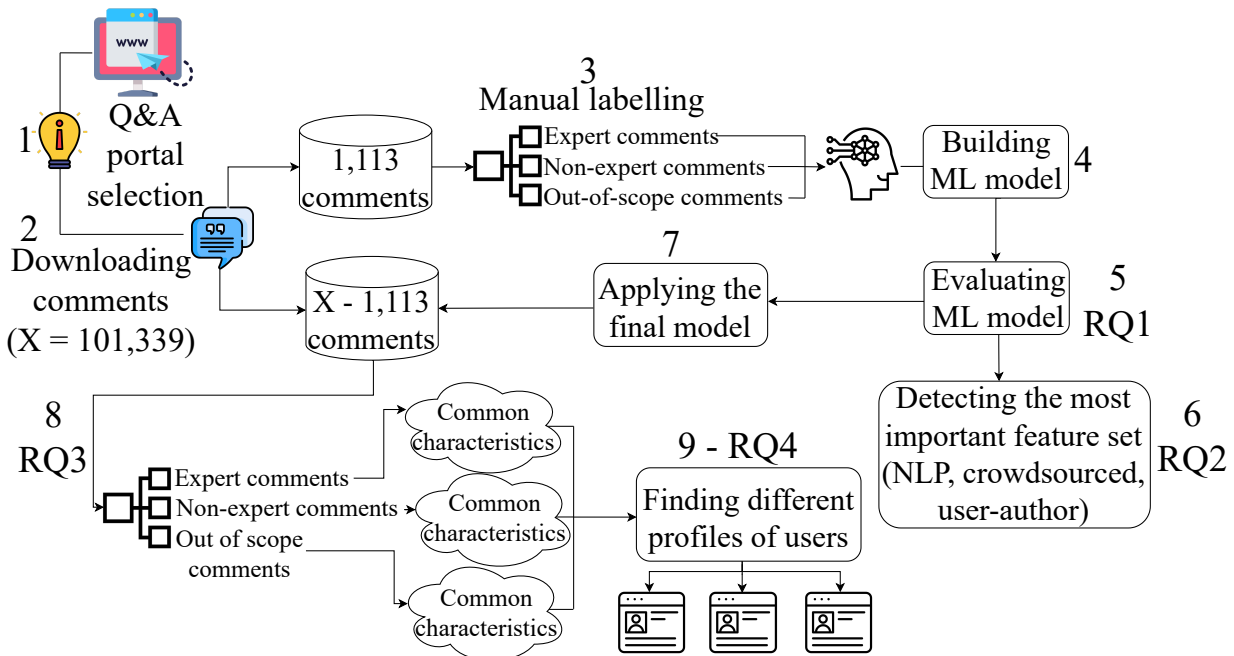 www
1
Q&A
portal
selection
2
Downloading
comments
(X = 101,339)
1,113
comments
3
Manual labelling
Expert comments
Non-expert comments
Out-of-scope comments
Building
ML model
4
Evaluating
ML model
5
RQ1
Detecting the most
important feature set
(NLP, crowdsourced,
user-author)
6
RQ2
7
Applying the
final model
X - 1,113
comments
8
RQ3
Expert comments
Non-expert comments
Out of scope
comments
Common
characteristics
Common
characteristics
Common
characteristics
9 - RQ4
Finding different
profiles of users